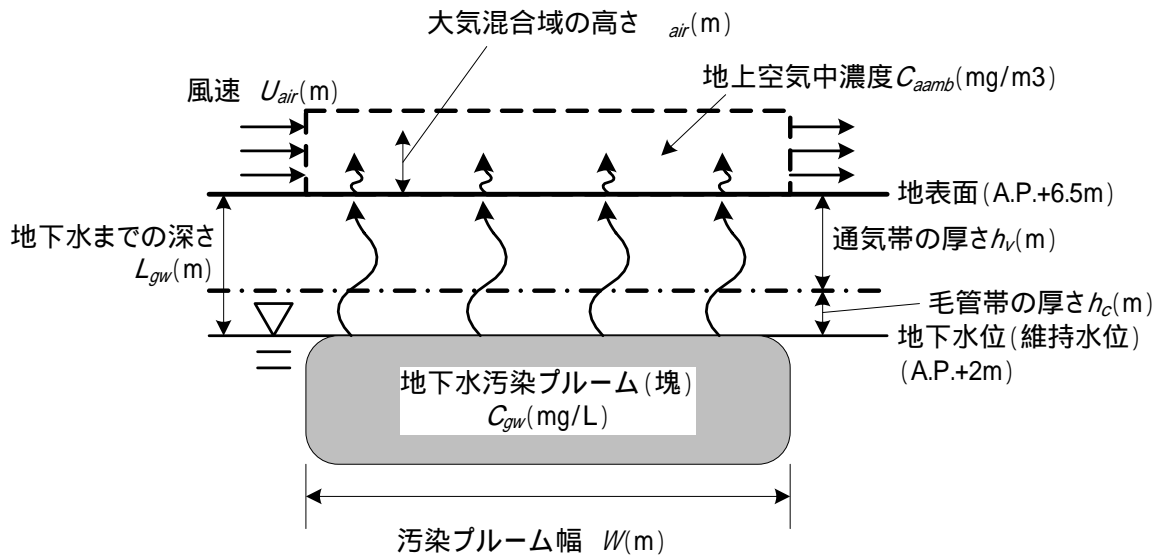 大気混合域の高さ air(m)
風速 Uair(m)
地上空気中濃度Caamb(mg/m3)
地表面(A.P.+6.5m)
地下水までの深さ
Lgw(m)
通気帯の厚さhv(m)
毛管帯の厚さhc(m)
地下水位(維持水位)
(A.P.+2m)
地下水汚染プルーム(塊)
Cgw(mg/L)
汚染プルーム幅 W(m)